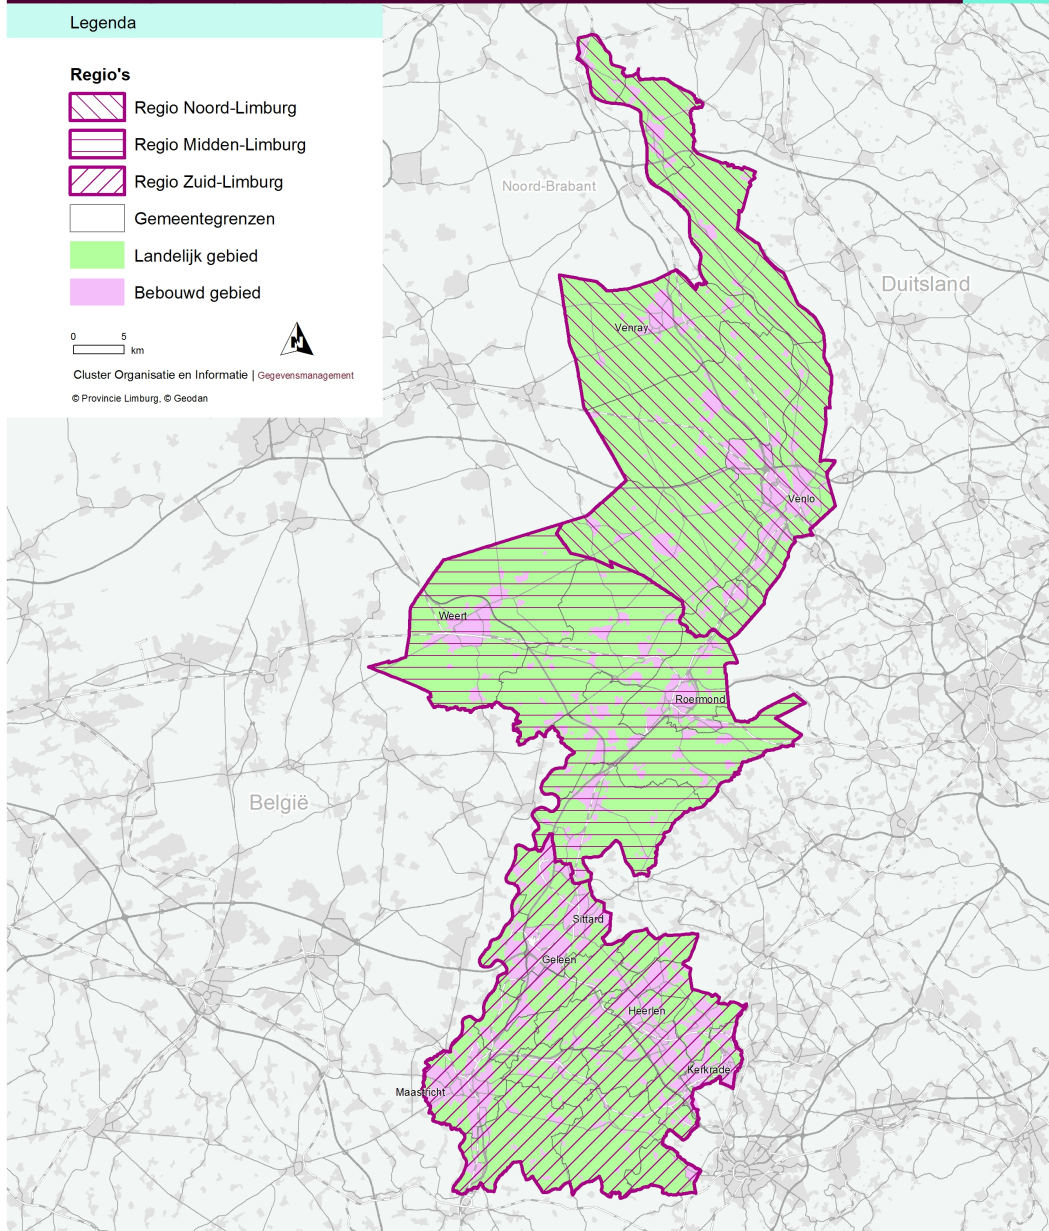 Legenda
Regio's
Regio Noord-Limburg
Regio Midden-Limburg
Regio Zuid-Limburg
Gemeentegrenzen
Landelijk gebied
Bebouwd gebied
0 5
km
N
Cluster Organisatie en Informatie | Gegevensmanagement
© Provincie Limburg, © Geodan
Noord-Brabant
Duitsland
Venray
Venlo
Weert
Roermond
België
Sittard
Geleen
Heerlen
Kerkrade
Maastricht